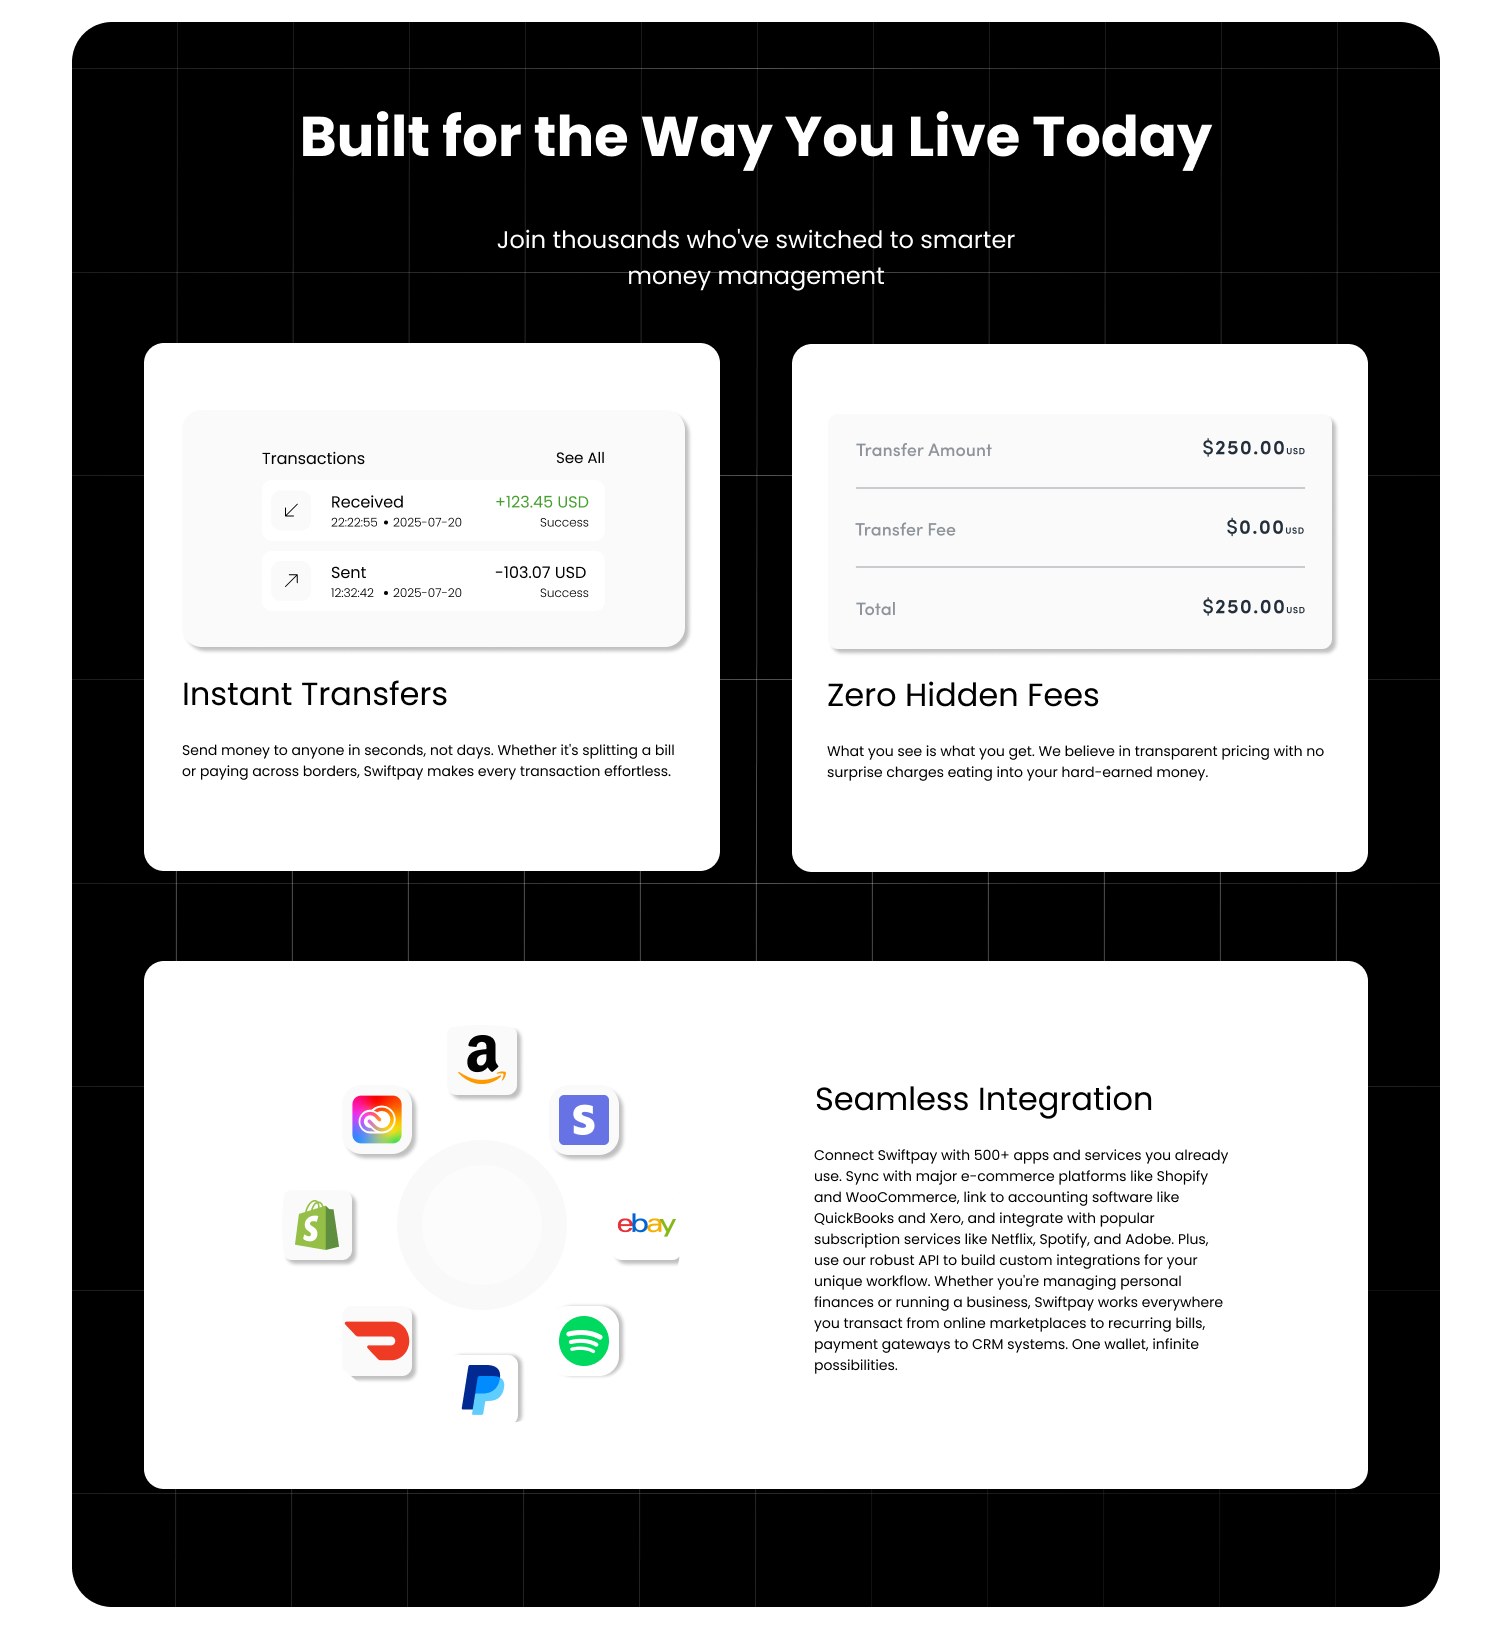 Built for the Way You Live Today
Join thousands who've switched to smarter
money management
Transactions See All
Received +123.45 USD
22:22:55 • 2025-07-20 Success
Sent -103.07 USD
12:32:42 • 2025-07-20 Success
Instant Transfers
Send money to anyone in seconds, not days. Whether it's splitting a bill
or paying across borders, Swiftpay makes every transaction effortless.
Transfer Amount $250.00USD
Transfer Fee $0.00USD
Total $250.00USD
Zero Hidden Fees
What you see is what you get. We believe in transparent pricing with no
surprise charges eating into your hard-earned money.
a
S
S
ebay
P
Seamless Integration
Connect Swiftpay with 500+ apps and services you already
use. Sync with major e-commerce platforms like Shopify
and WooCommerce, link to accounting software like
QuickBooks and Xero, and integrate with popular
subscription services like Netflix, Spotify, and Adobe. Plus,
use our robust API to build custom integrations for your
unique workflow. Whether you're managing personal
finances or running a business, Swiftpay works everywhere
you transact from online marketplaces to recurring bills,
payment gateways to CRM systems. One wallet, infinite
possibilities.